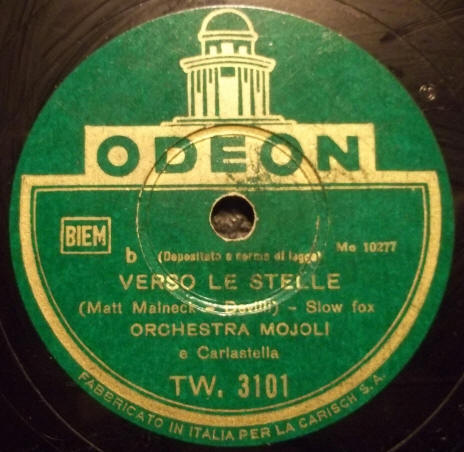 ODEON
BIEM
b (Depositato a norma di legge) Mo 10277
VERSO LE STELLE
(Matt Malneck - Devilli) - Slow fox
ORCHESTRA MOJOLI
e Carlastella
TW. 3101
FABBRICATO IN ITALIA PER LA CARISCH S. A.